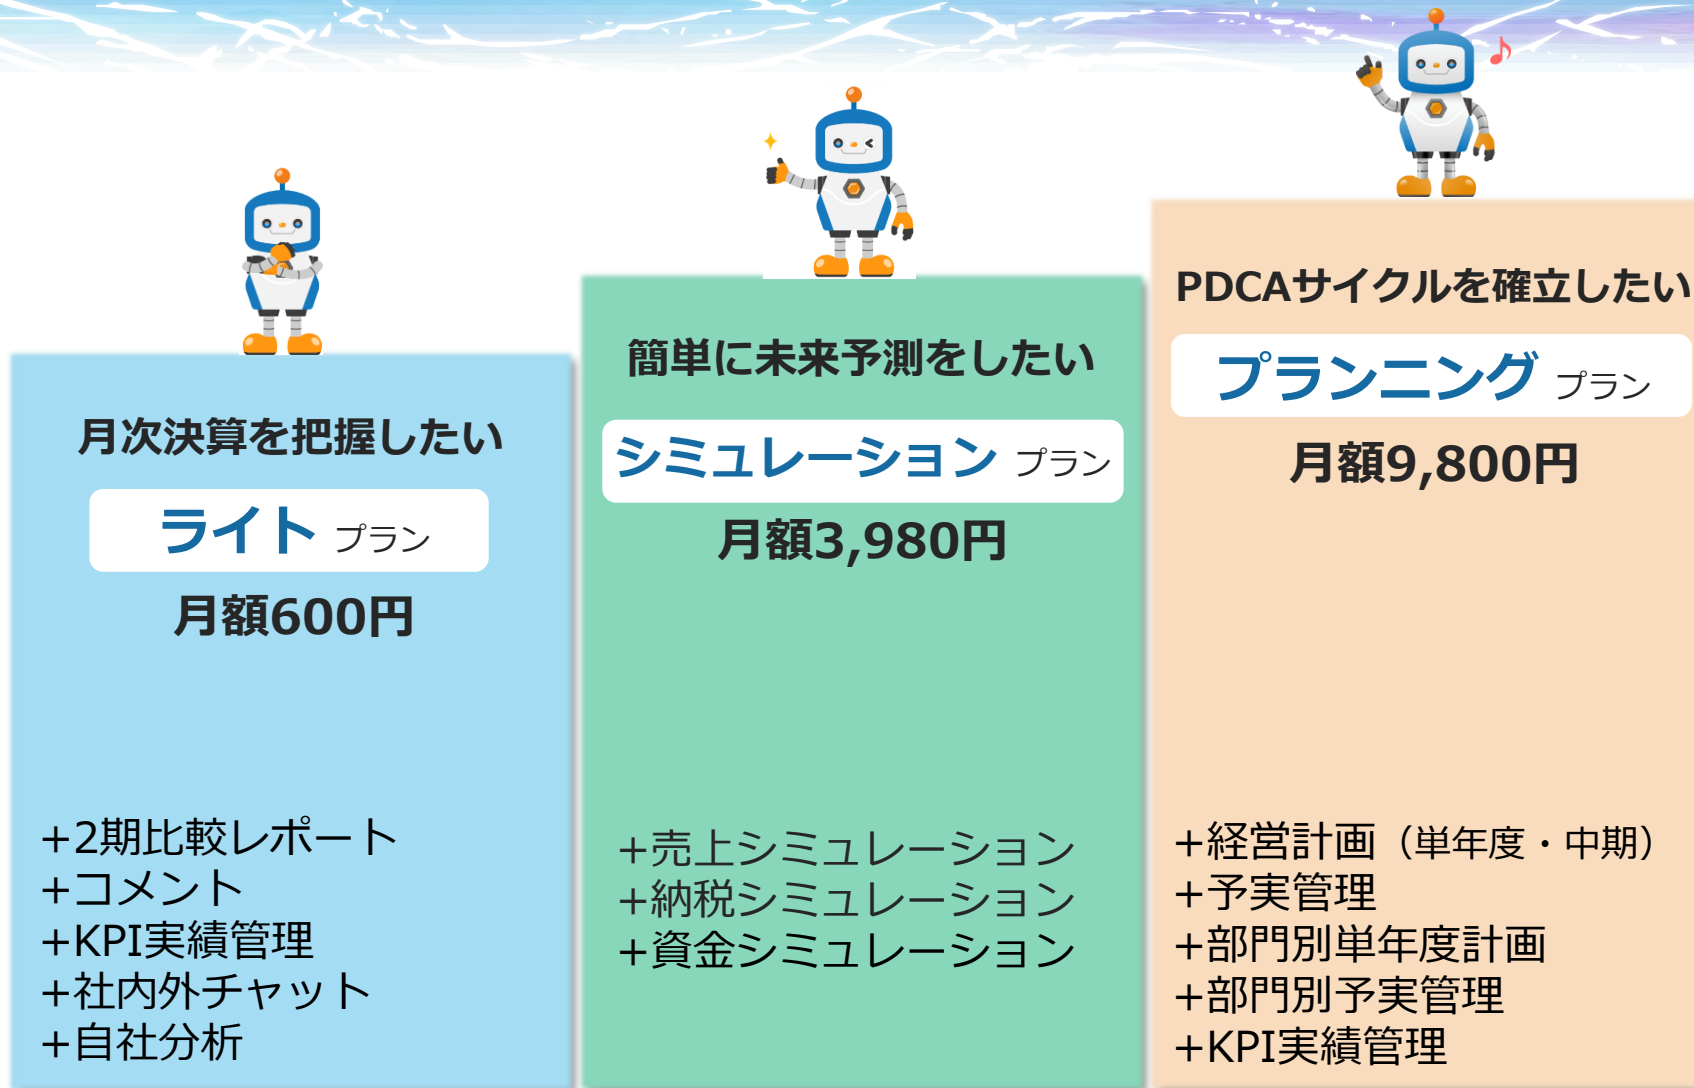 月次決算を把握したい
ライト プラン
月額600円
+2期比較レポート
+コメント
+KPI実績管理
+社内外チャット
+自社分析
簡単に未来予測をしたい
シミュレーション プラン
月額3,980円
+売上シミュレーション
+納税シミュレーション
+資金シミュレーション
PDCAサイクルを確立したい
プランニング プラン
月額9,800円
+経営計画（単年度・中期）
+予実管理
+部門別単年度計画
+部門別予実管理
+KPI実績管理